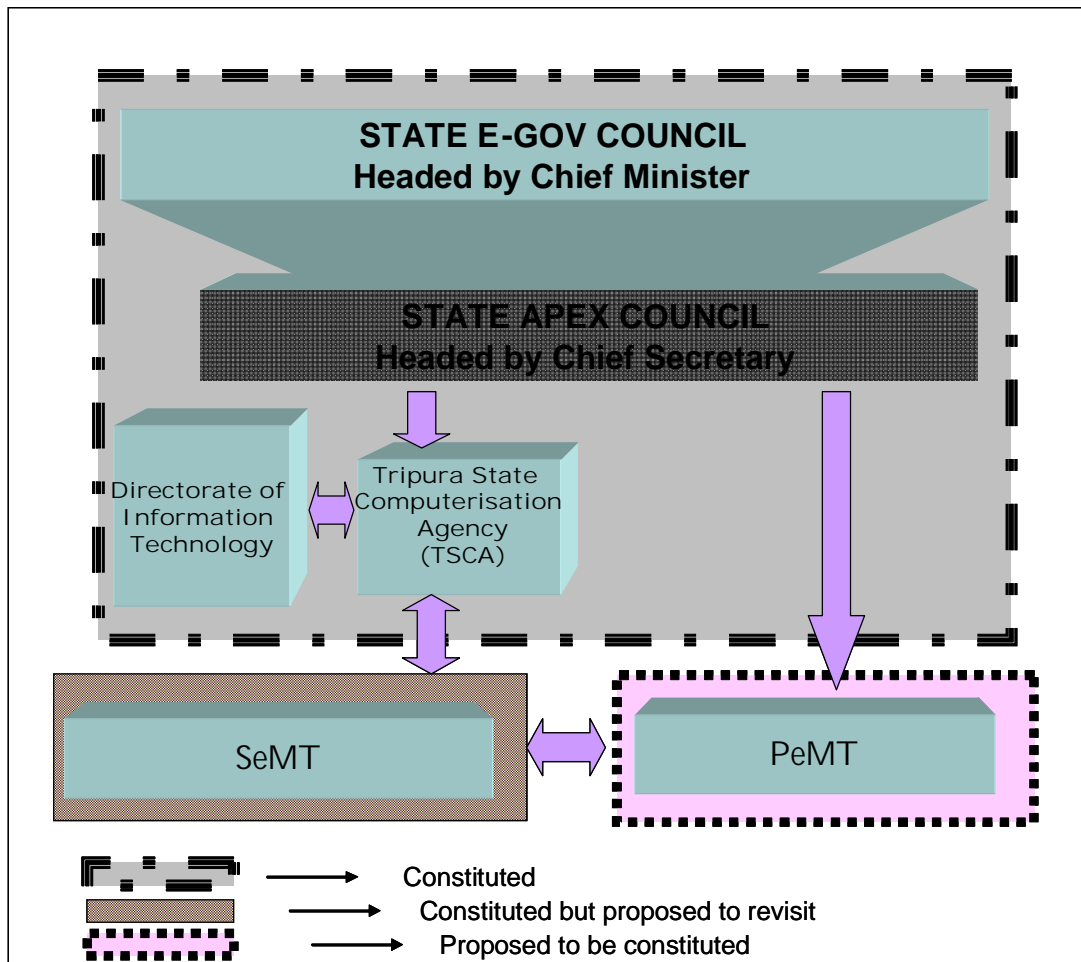 STATE E-GOV COUNCIL
Headed by Chief Minister
STATE APEX COUNCIL
Headed by Chief Secretary
Directorate of
Information
Technology
Tripura State
Computerisation
Agency
(TSCA)
SeMT
PeMT
Constituted
Constituted but proposed to revisit
Proposed to be constituted